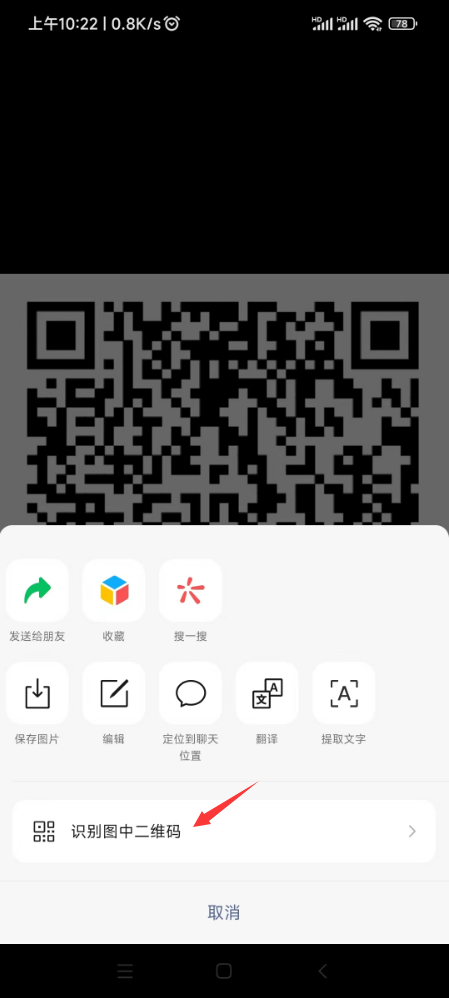 上午10:22 | 0.8K/s
HD HD 78
发送给朋友
收藏
搜一搜
保存图片
编辑
定位到聊天
位置
翻译
提取文字
识别图中二维码
取消